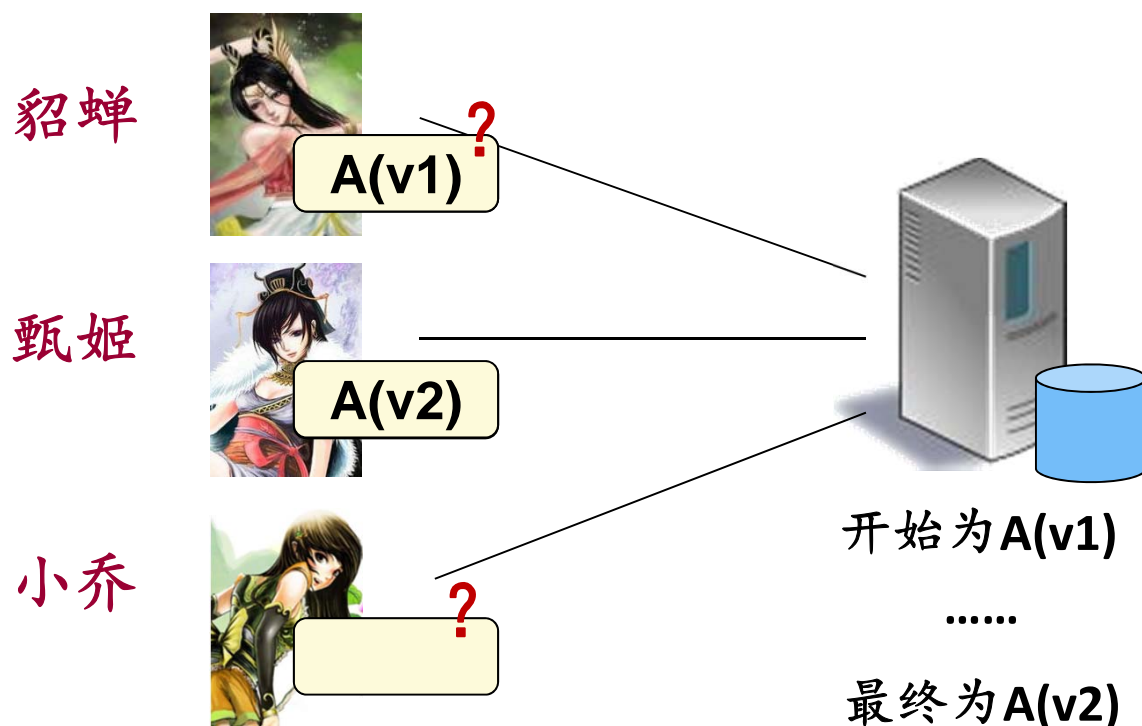 貂蝉
?
A(v1)
甄姬
A(v2)
小乔
?
开始为A(v1)
......
最终为A(v2)